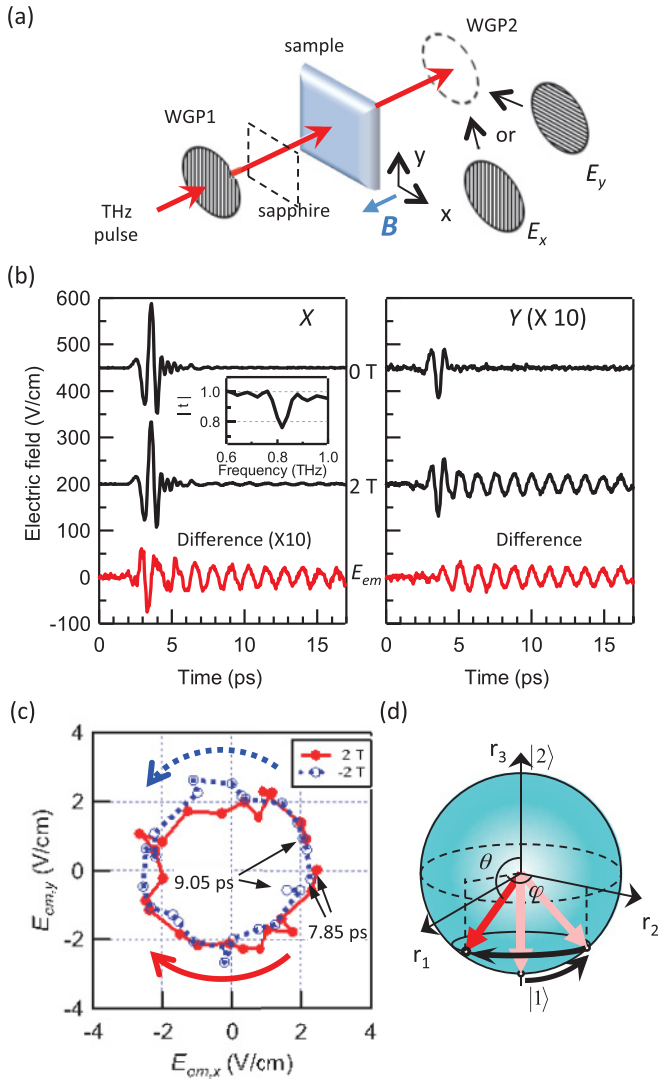 (a)
WGP2
sample
WGP1
or
y
E_y
x
THz
pulse
sapphire
B
E_x
(b)
600
X
Y (X 10)
500
0 T
400
|t|
1.0
0.8
300
0.6 0.8 1.0
Frequency (THz)
Electric field (V/cm)
200
2 T
100
Difference (X10)
Difference
0
E_em
-100
0 5 10 15
0 5 10 15
Time (ps)
Time (ps)
(c)
(d)
4
2 T
-2 T
2
0
-2
-4
9.05 ps
7.85 ps
E_em,y (V/cm)
-4 -2 0 2 4
E_em,x (V/cm)
r₃
|2⟩
θ
φ
r₁
r₂
|1⟩